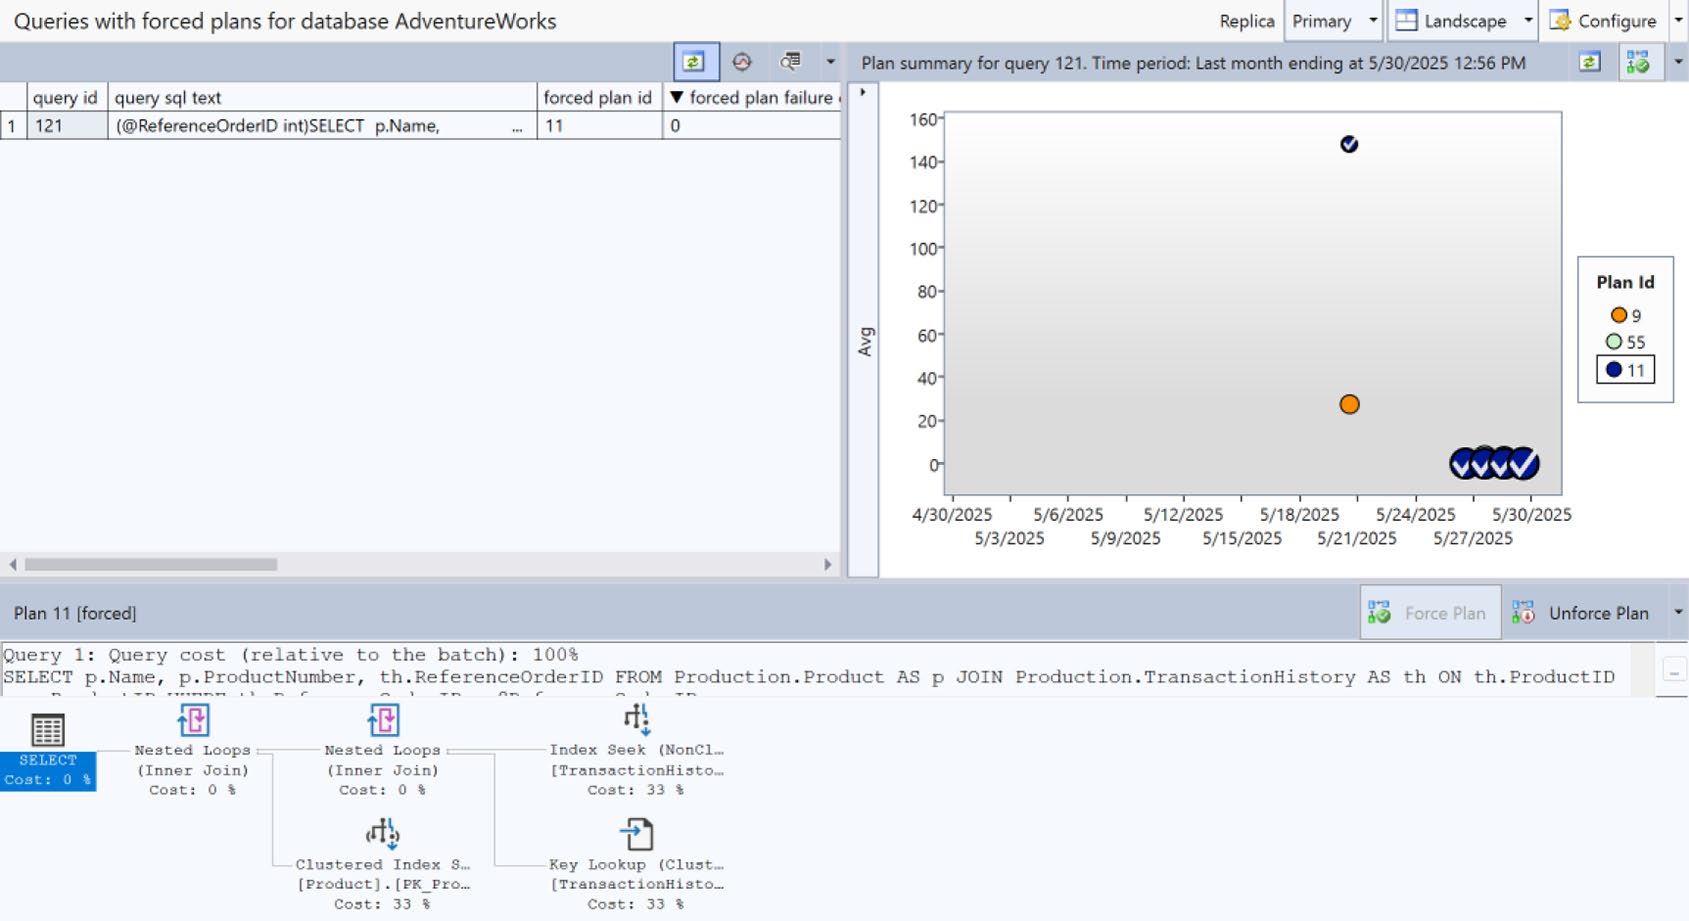 Queries with forced plans for database AdventureWorks
Replica Primary Landscape Configure
Plan summary for query 121. Time period: Last month ending at 5/30/2025 12:56 PM
query id query sql text forced plan id ▼ forced plan failure
1 121 (@ReferenceOrderID int)SELECT p.Name, ... 11 0
Avg
160
140
120
100
80
60
40
20
0
4/30/2025 5/6/2025 5/12/2025 5/18/2025 5/24/2025 5/30/2025
5/3/2025 5/9/2025 5/15/2025 5/21/2025 5/27/2025
Plan Id
9
55
11
Plan 11 [forced]
Force Plan Unforce Plan
Query 1: Query cost (relative to the batch): 100%
SELECT p.Name, p.ProductNumber, th.ReferenceOrderID FROM Production.Product AS p JOIN Production.TransactionHistory AS th ON th.ProductID
...
SELECT
Cost: 0 %
Nested Loops
(Inner Join)
Cost: 0 %
Nested Loops
(Inner Join)
Cost: 0 %
Index Seek (NonCl…
[TransactionHisto…
Cost: 33 %
Clustered Index S…
[Product].[PK_Pro…
Cost: 33 %
Key Lookup (Clust…
[TransactionHisto…
Cost: 33 %